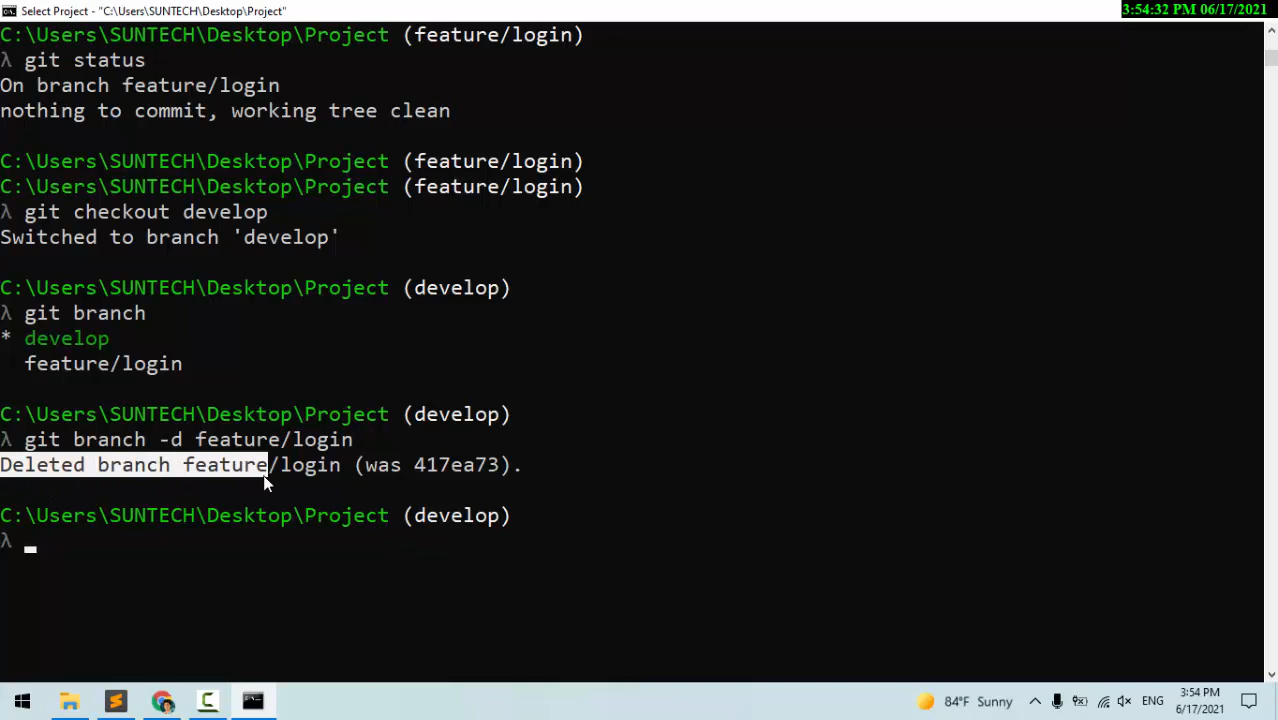 Select Project - "C:\Users\SUNTECH\Desktop\Project"
3:54:32 PM 06/17/2021
C:\Users\SUNTECH\Desktop\Project (feature/login)
λ git status
On branch feature/login
nothing to commit, working tree clean
C:\Users\SUNTECH\Desktop\Project (feature/login)
C:\Users\SUNTECH\Desktop\Project (feature/login)
λ git checkout develop
Switched to branch 'develop'
C:\Users\SUNTECH\Desktop\Project (develop)
λ git branch
* develop
feature/login
C:\Users\SUNTECH\Desktop\Project (develop)
λ git branch -d feature/login
Deleted branch feature/login (was 417ea73).
C:\Users\SUNTECH\Desktop\Project (develop)
λ
84°F Sunny
ENG
3:54 PM
6/17/2021